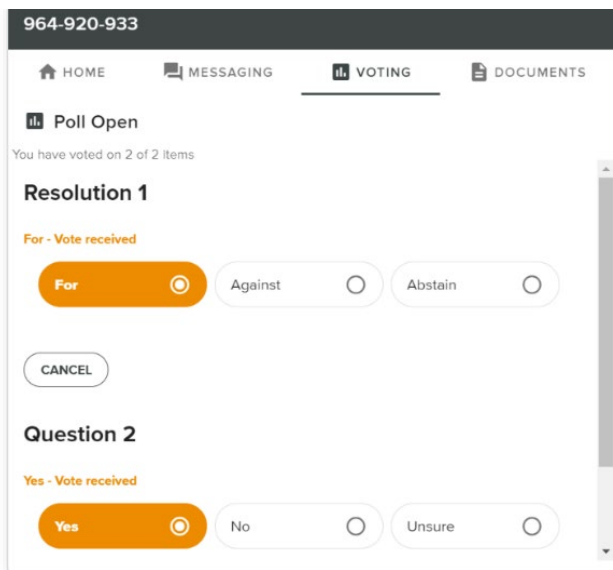 964-920-933
HOME MESSAGING VOTING DOCUMENTS
Poll Open
You have voted on 2 of 2 items
Resolution 1
For - Vote received
For Against Abstain
CANCEL
Question 2
Yes - Vote received
Yes No Unsure